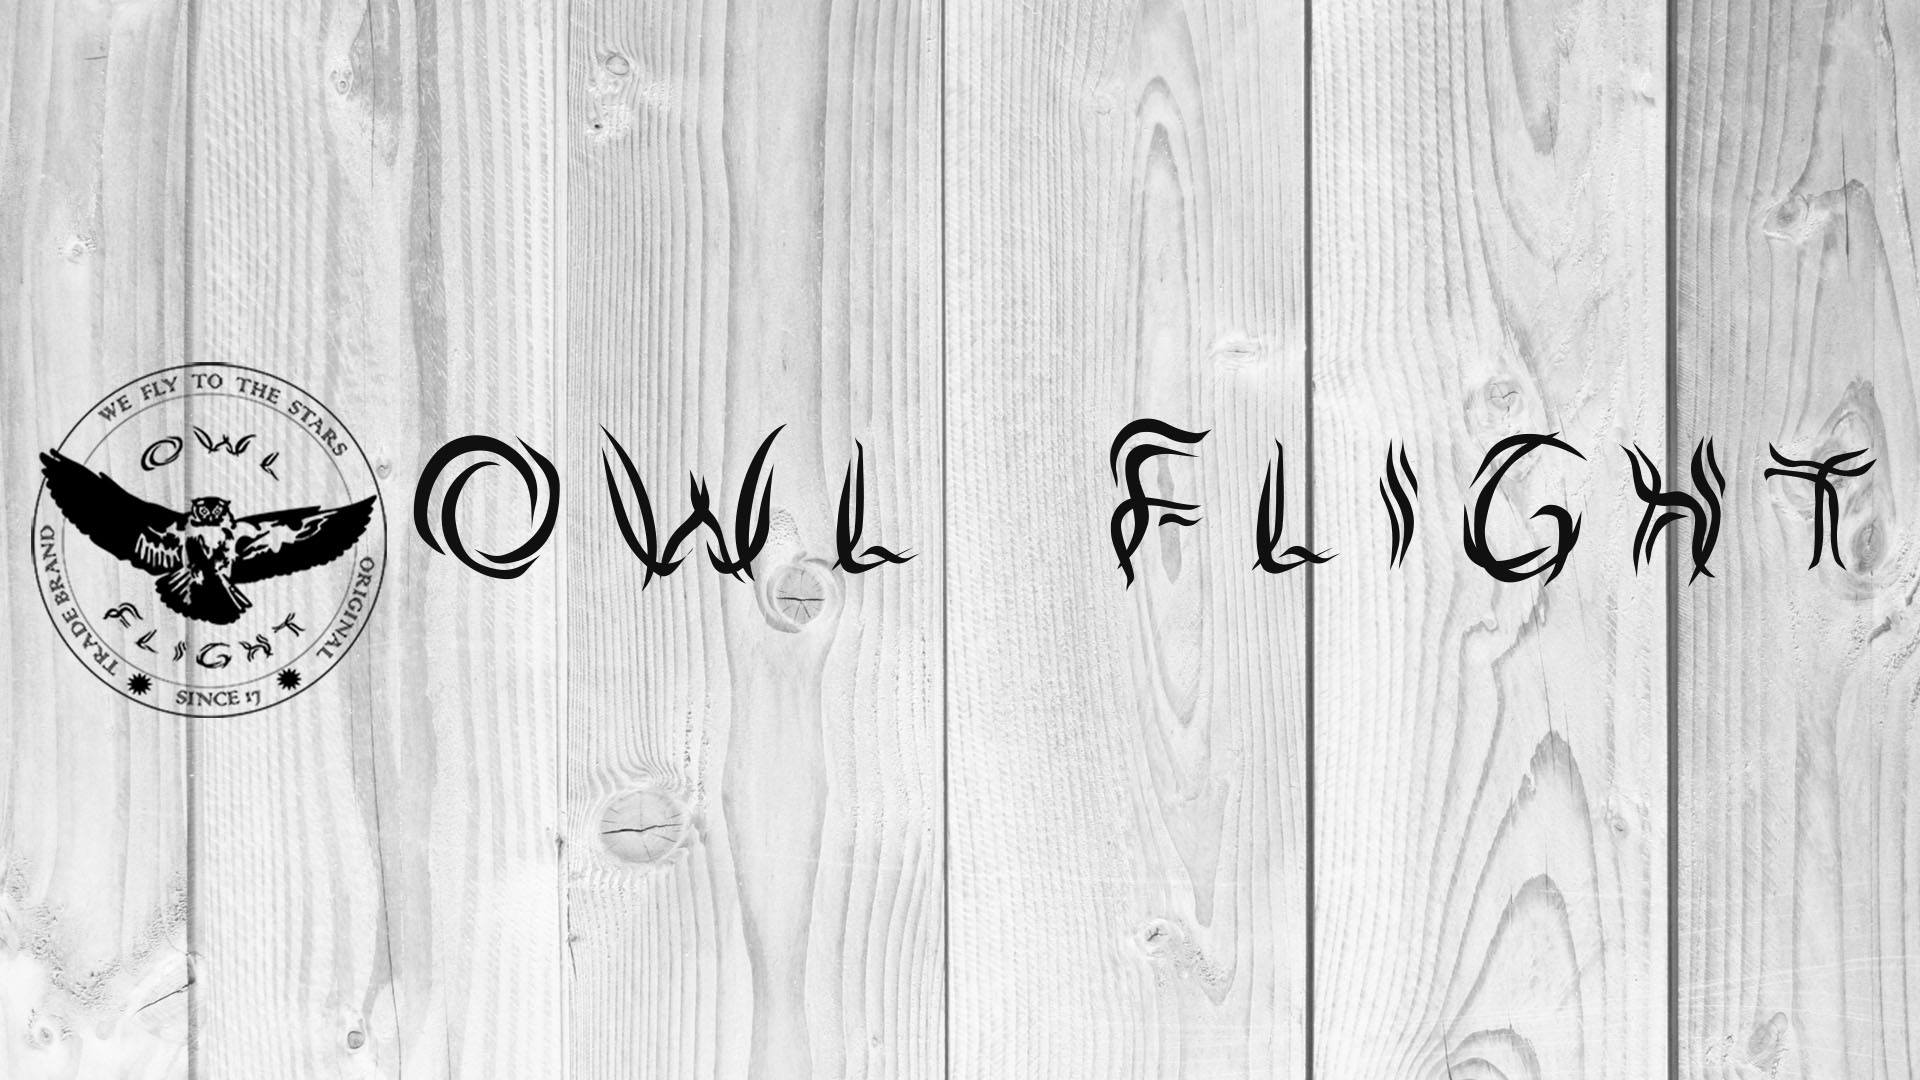 WE FLY TO THE STARS
OWL
FLIGHT
TRADE BRAND
ORIGINAL
SINCE 17
OWL FLIGHT